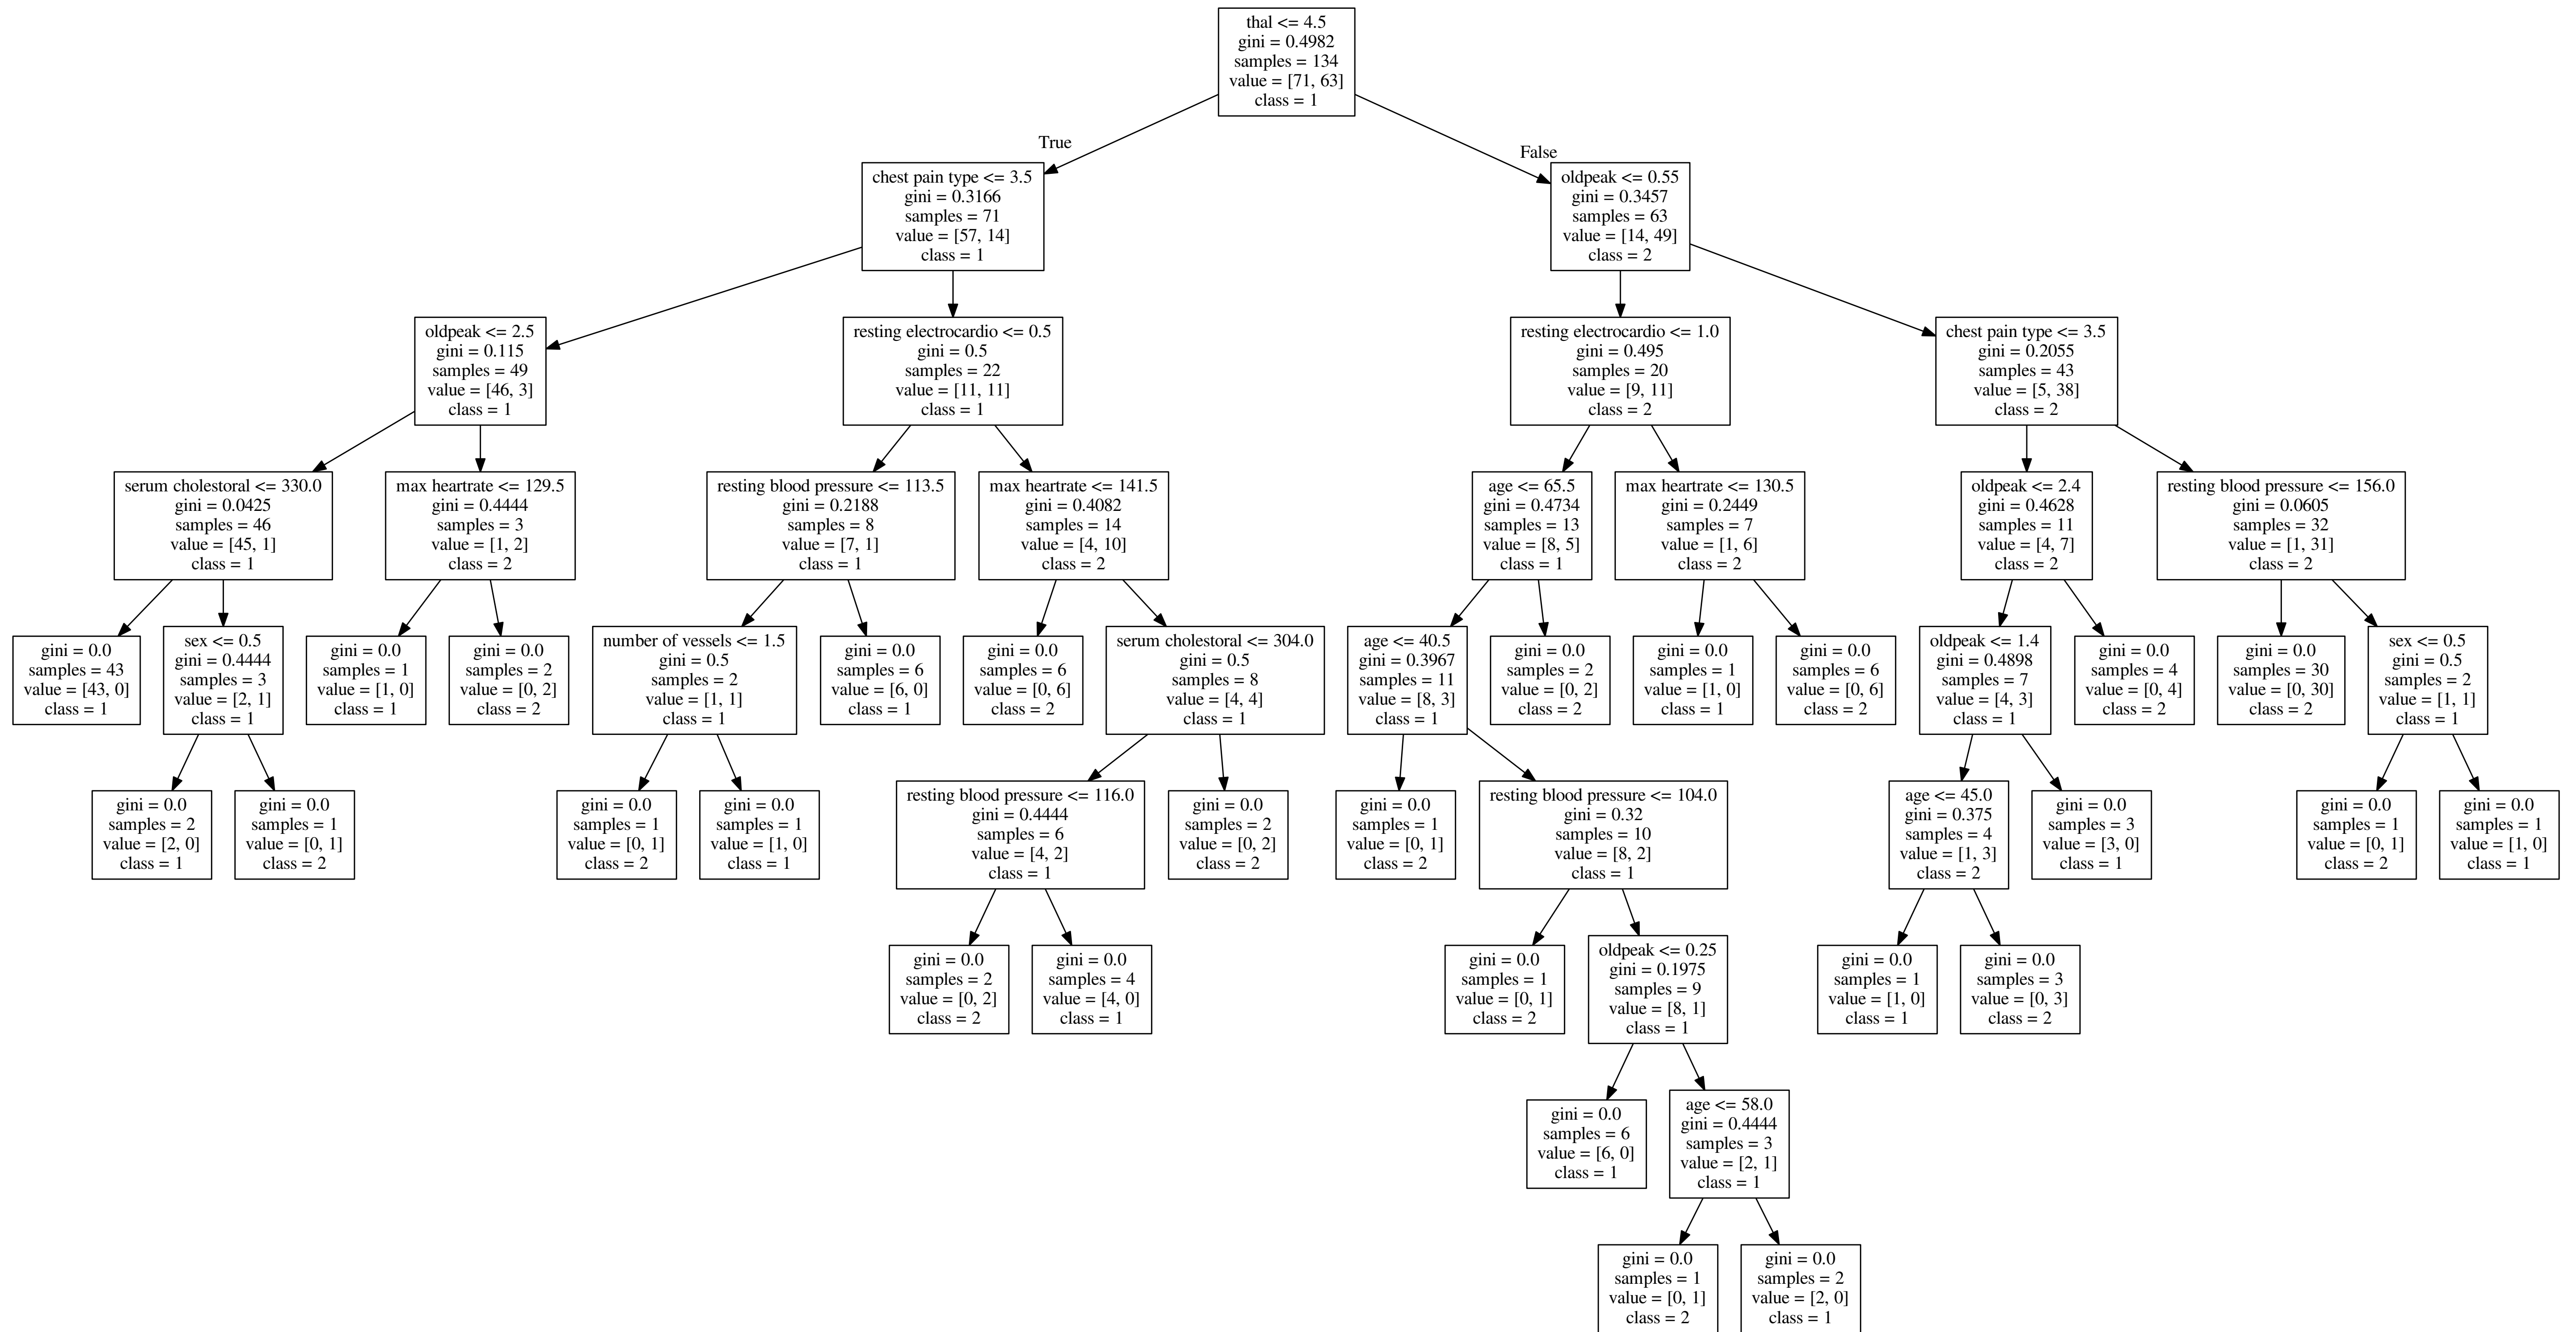 thal <= 4.5
gini = 0.4982
samples = 134
value = [71, 63]
class = 1
True
False
chest pain type <= 3.5
gini = 0.3166
samples = 71
value = [57, 14]
class = 1
oldpeak <= 0.55
gini = 0.3457
samples = 63
value = [14, 49]
class = 2
oldpeak <= 2.5
gini = 0.115
samples = 49
value = [46, 3]
class = 1
resting electrocardio <= 0.5
gini = 0.5
samples = 22
value = [11, 11]
class = 1
resting electrocardio <= 1.0
gini = 0.495
samples = 20
value = [9, 11]
class = 2
chest pain type <= 3.5
gini = 0.2055
samples = 43
value = [5, 38]
class = 2
serum cholestoral <= 330.0
gini = 0.0425
samples = 46
value = [45, 1]
class = 1
max heartrate <= 129.5
gini = 0.4444
samples = 3
value = [1, 2]
class = 2
resting blood pressure <= 113.5
gini = 0.2188
samples = 8
value = [7, 1]
class = 1
max heartrate <= 141.5
gini = 0.4082
samples = 14
value = [4, 10]
class = 2
age <= 65.5
gini = 0.4734
samples = 13
value = [8, 5]
class = 1
max heartrate <= 130.5
gini = 0.2449
samples = 7
value = [1, 6]
class = 2
oldpeak <= 2.4
gini = 0.4628
samples = 11
value = [4, 7]
class = 2
resting blood pressure <= 156.0
gini = 0.0605
samples = 32
value = [1, 31]
class = 2
gini = 0.0
samples = 43
value = [43, 0]
class = 1
sex <= 0.5
gini = 0.4444
samples = 3
value = [2, 1]
class = 1
gini = 0.0
samples = 1
value = [1, 0]
class = 1
gini = 0.0
samples = 2
value = [0, 2]
class = 2
number of vessels <= 1.5
gini = 0.5
samples = 2
value = [1, 1]
class = 1
gini = 0.0
samples = 6
value = [6, 0]
class = 1
gini = 0.0
samples = 6
value = [0, 6]
class = 2
serum cholestoral <= 304.0
gini = 0.5
samples = 8
value = [4, 4]
class = 1
age <= 40.5
gini = 0.3967
samples = 11
value = [8, 3]
class = 1
gini = 0.0
samples = 2
value = [0, 2]
class = 2
gini = 0.0
samples = 1
value = [1, 0]
class = 1
gini = 0.0
samples = 6
value = [0, 6]
class = 2
oldpeak <= 1.4
gini = 0.4898
samples = 7
value = [4, 3]
class = 1
gini = 0.0
samples = 4
value = [0, 4]
class = 2
gini = 0.0
samples = 30
value = [0, 30]
class = 2
sex <= 0.5
gini = 0.5
samples = 2
value = [1, 1]
class = 1
gini = 0.0
samples = 2
value = [2, 0]
class = 1
gini = 0.0
samples = 1
value = [0, 1]
class = 2
gini = 0.0
samples = 1
value = [0, 1]
class = 2
gini = 0.0
samples = 1
value = [1, 0]
class = 1
resting blood pressure <= 116.0
gini = 0.4444
samples = 6
value = [4, 2]
class = 1
gini = 0.0
samples = 2
value = [0, 2]
class = 2
gini = 0.0
samples = 1
value = [0, 1]
class = 2
resting blood pressure <= 104.0
gini = 0.32
samples = 10
value = [8, 2]
class = 1
age <= 45.0
gini = 0.375
samples = 4
value = [1, 3]
class = 2
gini = 0.0
samples = 3
value = [3, 0]
class = 1
gini = 0.0
samples = 1
value = [0, 1]
class = 2
gini = 0.0
samples = 1
value = [1, 0]
class = 1
gini = 0.0
samples = 2
value = [0, 2]
class = 2
gini = 0.0
samples = 4
value = [4, 0]
class = 1
gini = 0.0
samples = 1
value = [0, 1]
class = 2
oldpeak <= 0.25
gini = 0.1975
samples = 9
value = [8, 1]
class = 1
gini = 0.0
samples = 1
value = [1, 0]
class = 1
gini = 0.0
samples = 3
value = [0, 3]
class = 2
gini = 0.0
samples = 6
value = [6, 0]
class = 1
age <= 58.0
gini = 0.4444
samples = 3
value = [2, 1]
class = 1
gini = 0.0
samples = 1
value = [0, 1]
class = 2
gini = 0.0
samples = 2
value = [2, 0]
class = 1